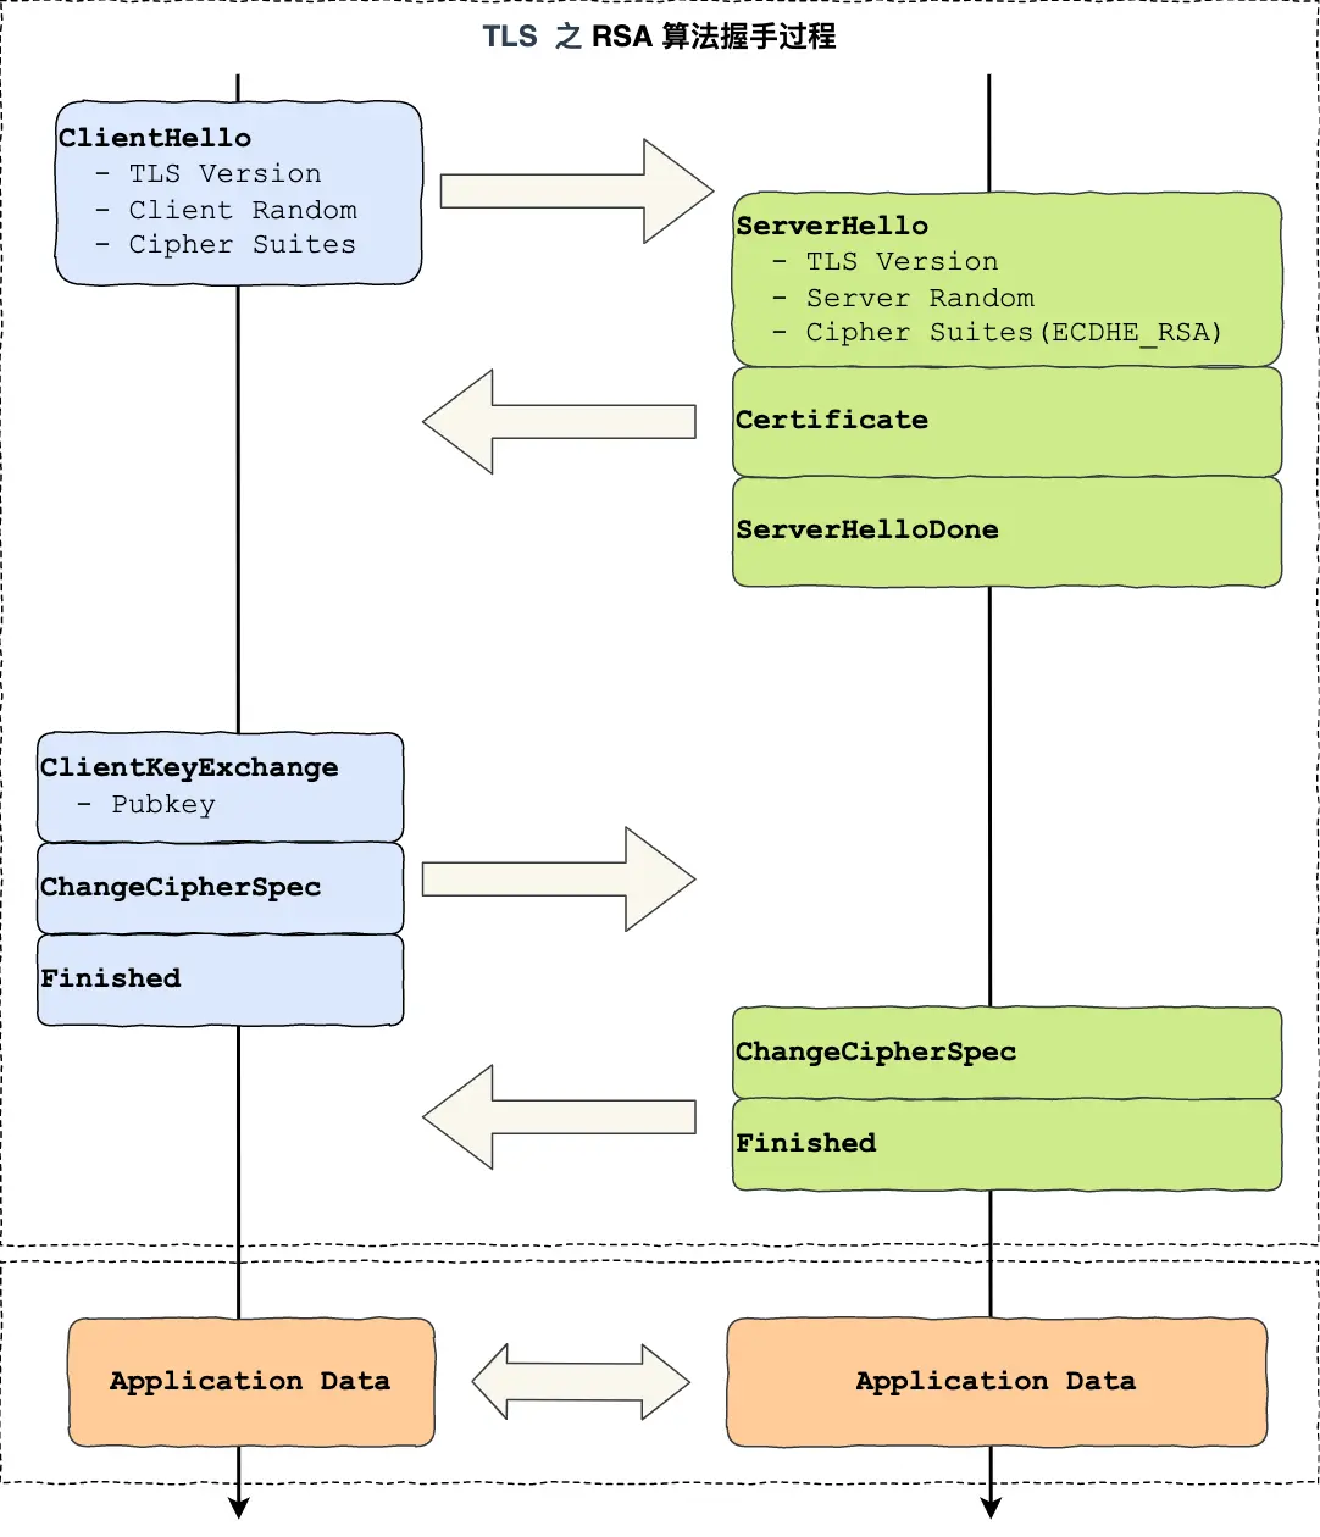 TLS 之 RSA 算法握手过程
ClientHello
- TLS Version
- Client Random
- Cipher Suites
ServerHello
- TLS Version
- Server Random
- Cipher Suites(ECDHE_RSA)
Certificate
ServerHelloDone
ClientKeyExchange
- Pubkey
ChangeCipherSpec
Finished
ChangeCipherSpec
Finished
Application Data
Application Data